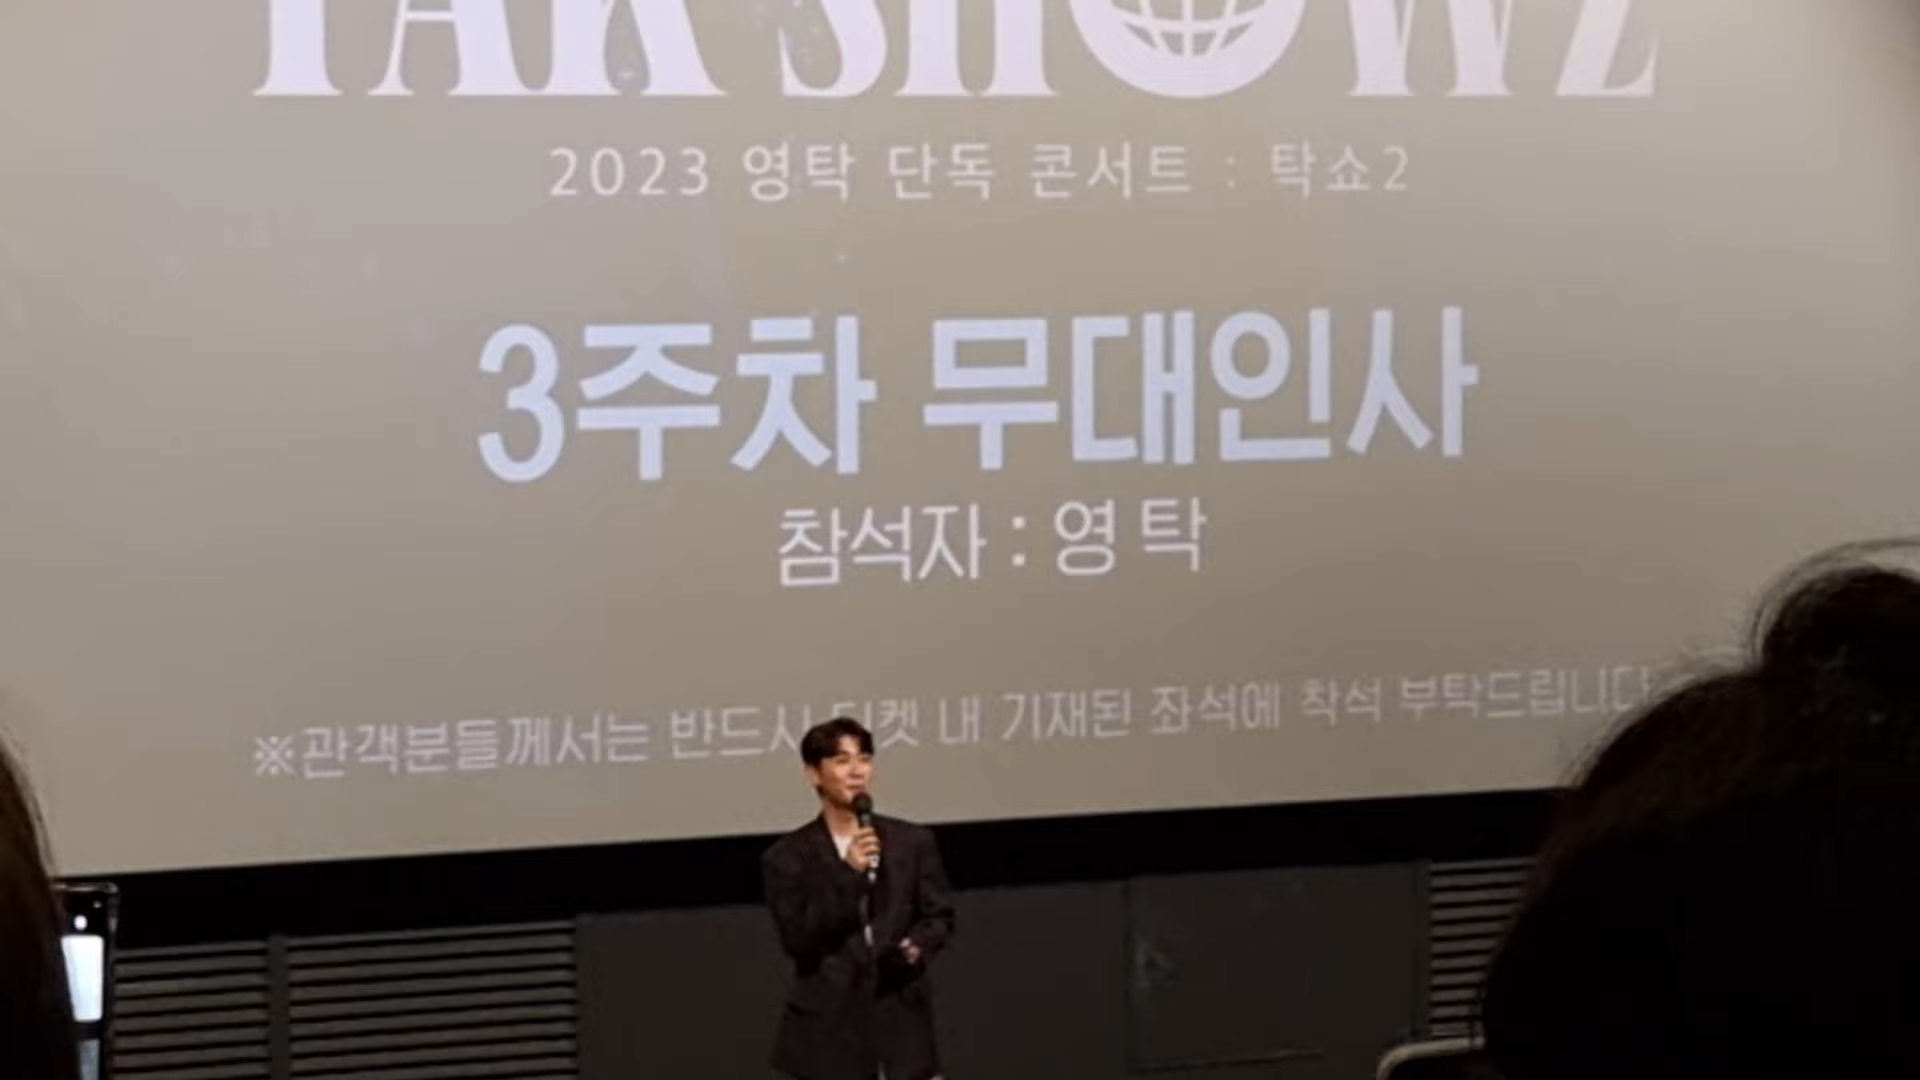 TAK SHOW2
2023 영탁 단독 콘서트 : 탁쇼2
3주차 무대인사
참석자 : 영 탁
※관객분들께서는 반드시 티켓 내 기재된 좌석에 착석 부탁드립니다